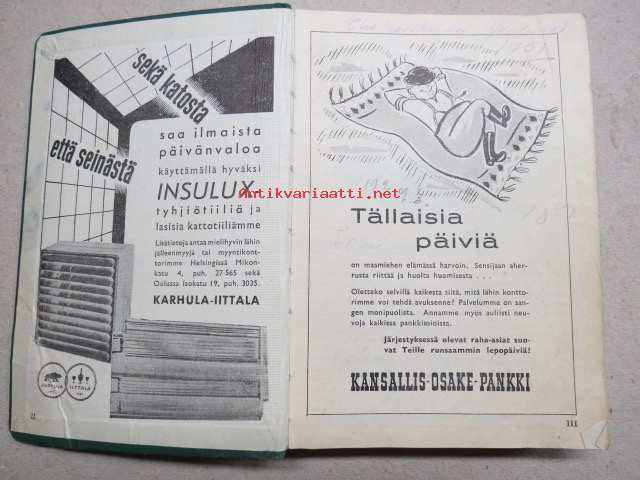 sekä katosta
että seinästä
saa ilmaista
päivänvaloa
käyttämällä hyväksi
INSULUX
tyhjiötiiliä ja
lasisia kattotiiliämme
Lisätietoja antaa mielihyvin lähin
jälleenmyyjä tai myyntikont-
torimme Helsingissä Mikon-
katu 4, puh. 27 565 sekä
Oulussa Isokatu 19, puh. 3035.
KARHULA-IITTALA
KARHULA
IITTALA
II
Antikvariaatti.net
Tällaisia
päiviä
on maamiehen elämässä harvoin. Sensijaan aher-
rusta riittää ja huolta huomisesta . . .
Oletteko selvillä kaikesta siitä, mitä lähin kontto-
rimme voi tehdä avuksenne? Palvelumme on san-
gen monipuolista. Annamme myös auliisti neu-
voja kaikissa pankkiasioissa.
Järjestyksessä olevat raha-asiat suo-
vat Teille runsaammin lepopäiviä!
KANSALLIS-OSAKE-PANKKI
III